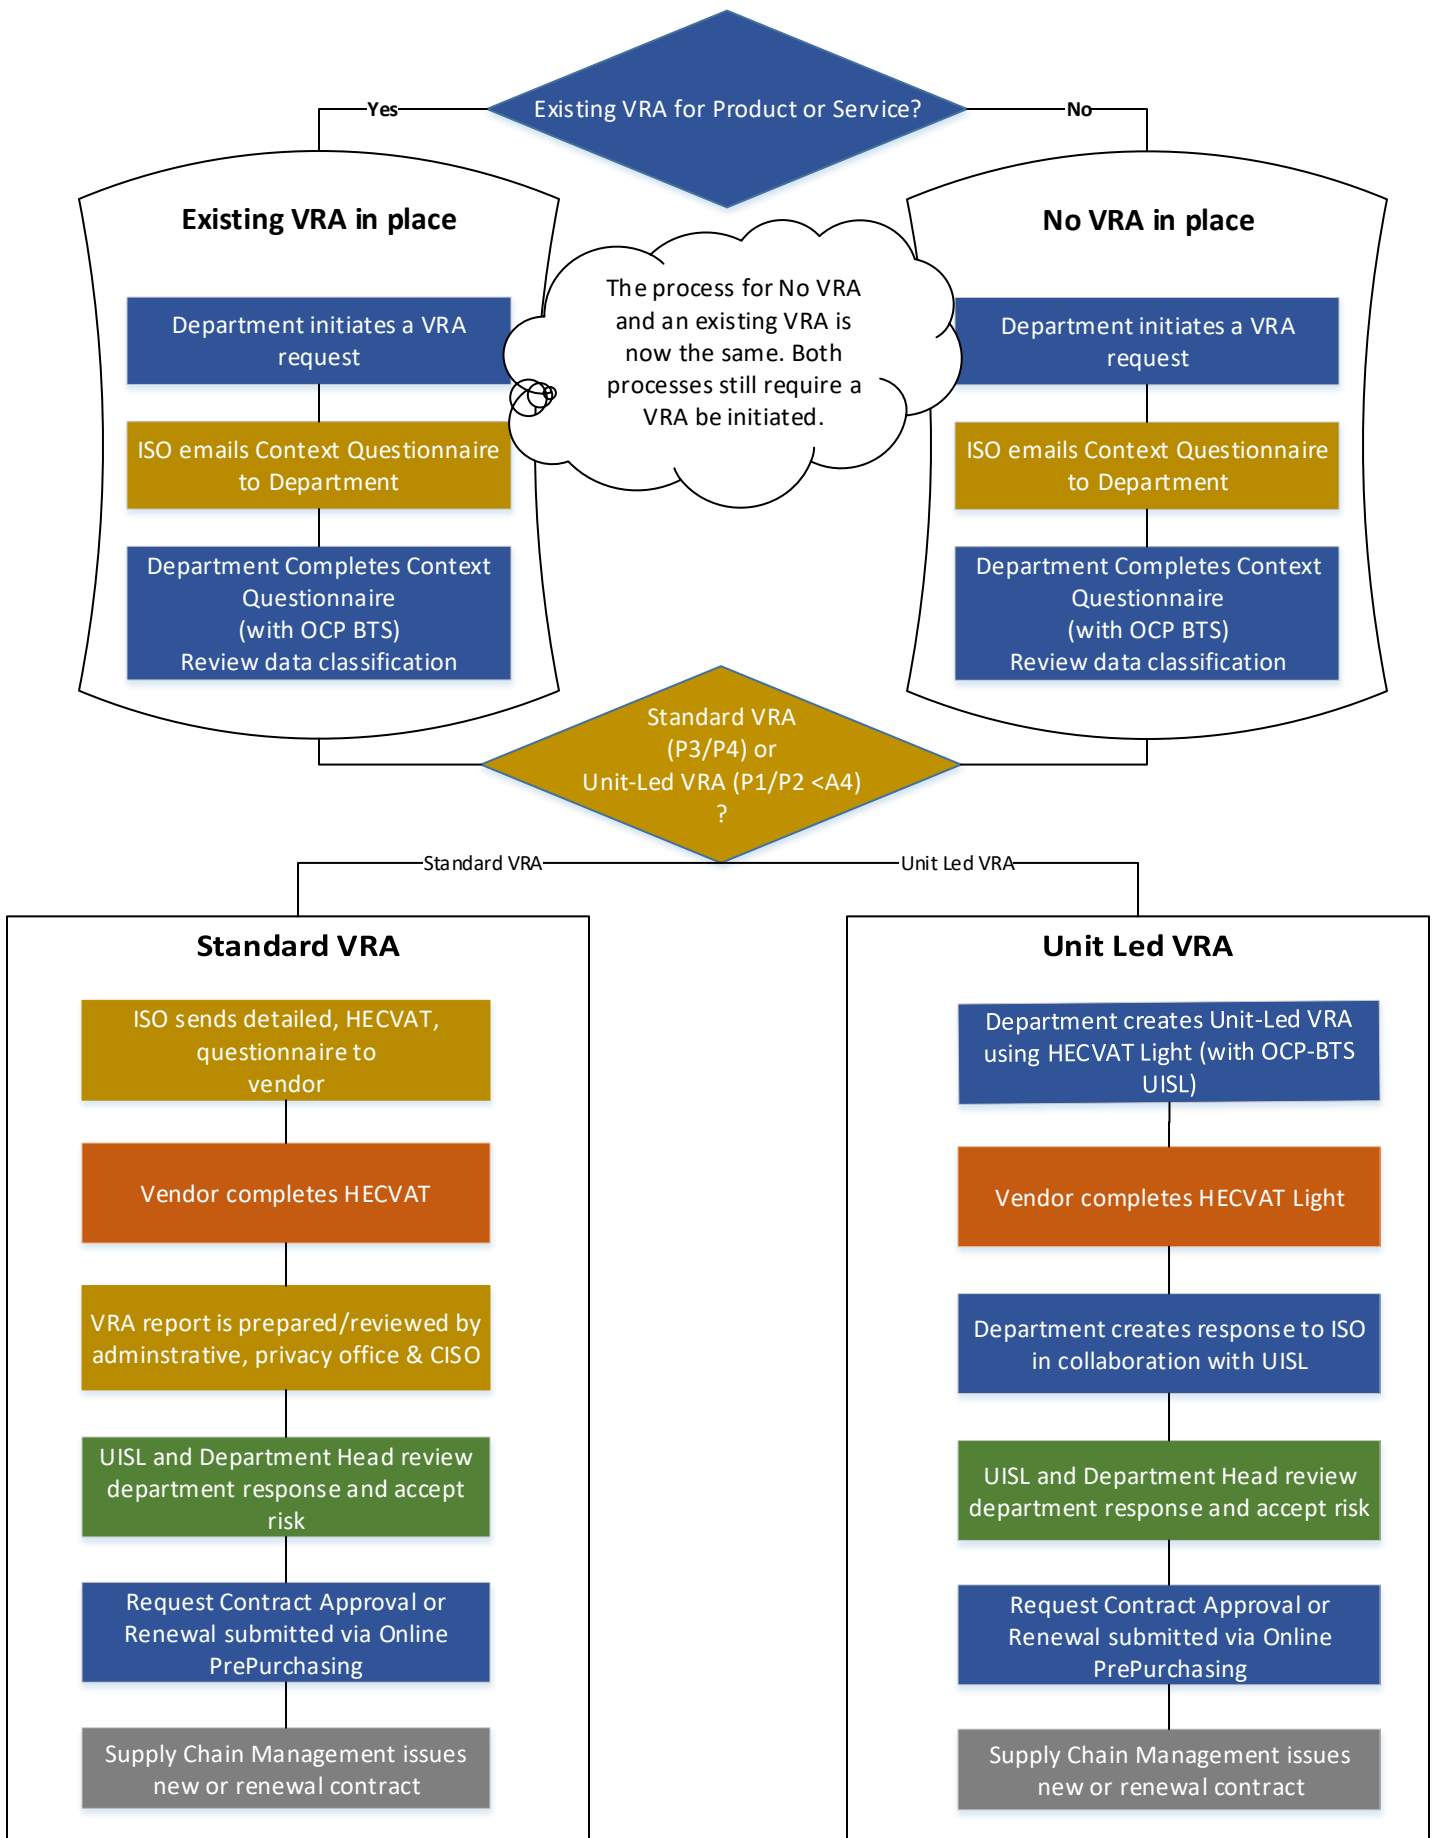 Existing VRA for Product or Service?
Yes
No
Existing VRA in place
Department initiates a VRA
request
ISO emails Context Questionnaire
to Department
Department Completes Context
Questionnaire
(with OCP BTS)
Review data classification
The process for No VRA
and an existing VRA is
now the same. Both
processes still require a
VRA be initiated.
No VRA in place
Department initiates a VRA
request
ISO emails Context Questionnaire
to Department
Department Completes Context
Questionnaire
(with OCP BTS)
Review data classification
Standard VRA
(P3/P4) or
Unit-Led VRA (P1/P2 <A4)
?
Standard VRA
Unit Led VRA
Standard VRA
ISO sends detailed, HECVAT,
questionnaire to
vendor
Vendor completes HECVAT
VRA report is prepared/reviewed by
adminstrative, privacy office & CISO
UISL and Department Head review
department response and accept
risk
Request Contract Approval or
Renewal submitted via Online
PrePurchasing
Supply Chain Management issues
new or renewal contract
Unit Led VRA
Department creates Unit-Led VRA
using HECVAT Light (with OCP-BTS
UISL)
Vendor completes HECVAT Light
Department creates response to ISO
in collaboration with UISL
UISL and Department Head review
department response and accept risk
Request Contract Approval or
Renewal submitted via Online
PrePurchasing
Supply Chain Management issues
new or renewal contract